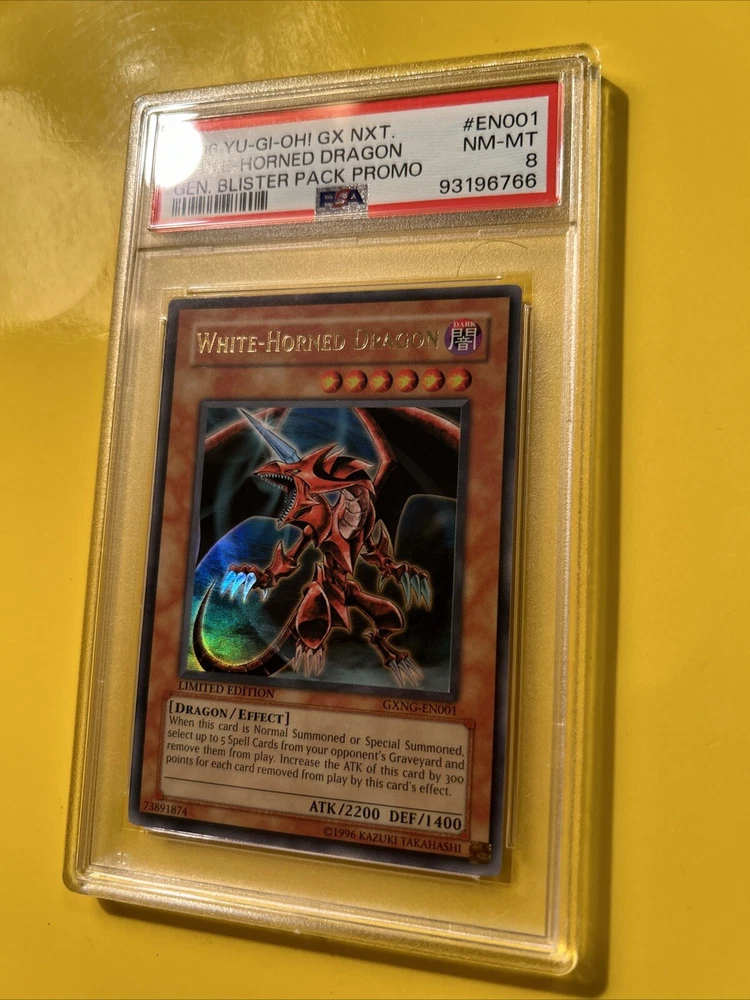 06 YU-GI-OH! GX NXT. #EN001
-HORNED DRAGON NM-MT
GEN. BLISTER PACK PROMO 8
PSA 93196766
WHITE-HORNED DRAGON
DARK
闇
LIMITED EDITION GXNG-EN001
[DRAGON/EFFECT]
When this card is Normal Summoned or Special Summoned,
select up to 5 Spell Cards from your opponent's Graveyard and
remove them from play. Increase the ATK of this card by 300
points for each card removed from play by this card's effect.
ATK/2200 DEF/1400
73891874 ©1996 KAZUKI TAKAHASHI